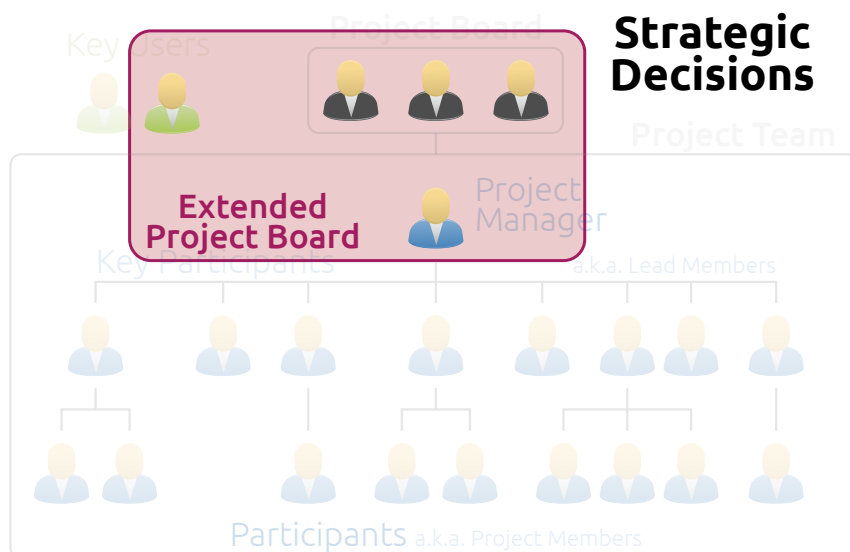 Key Users
Project Board
Strategic
Decisions
Project Team
Project
Manager
Extended
Project Board
Key Participants
a.k.a. Lead Members
Participants a.k.a. Project Members